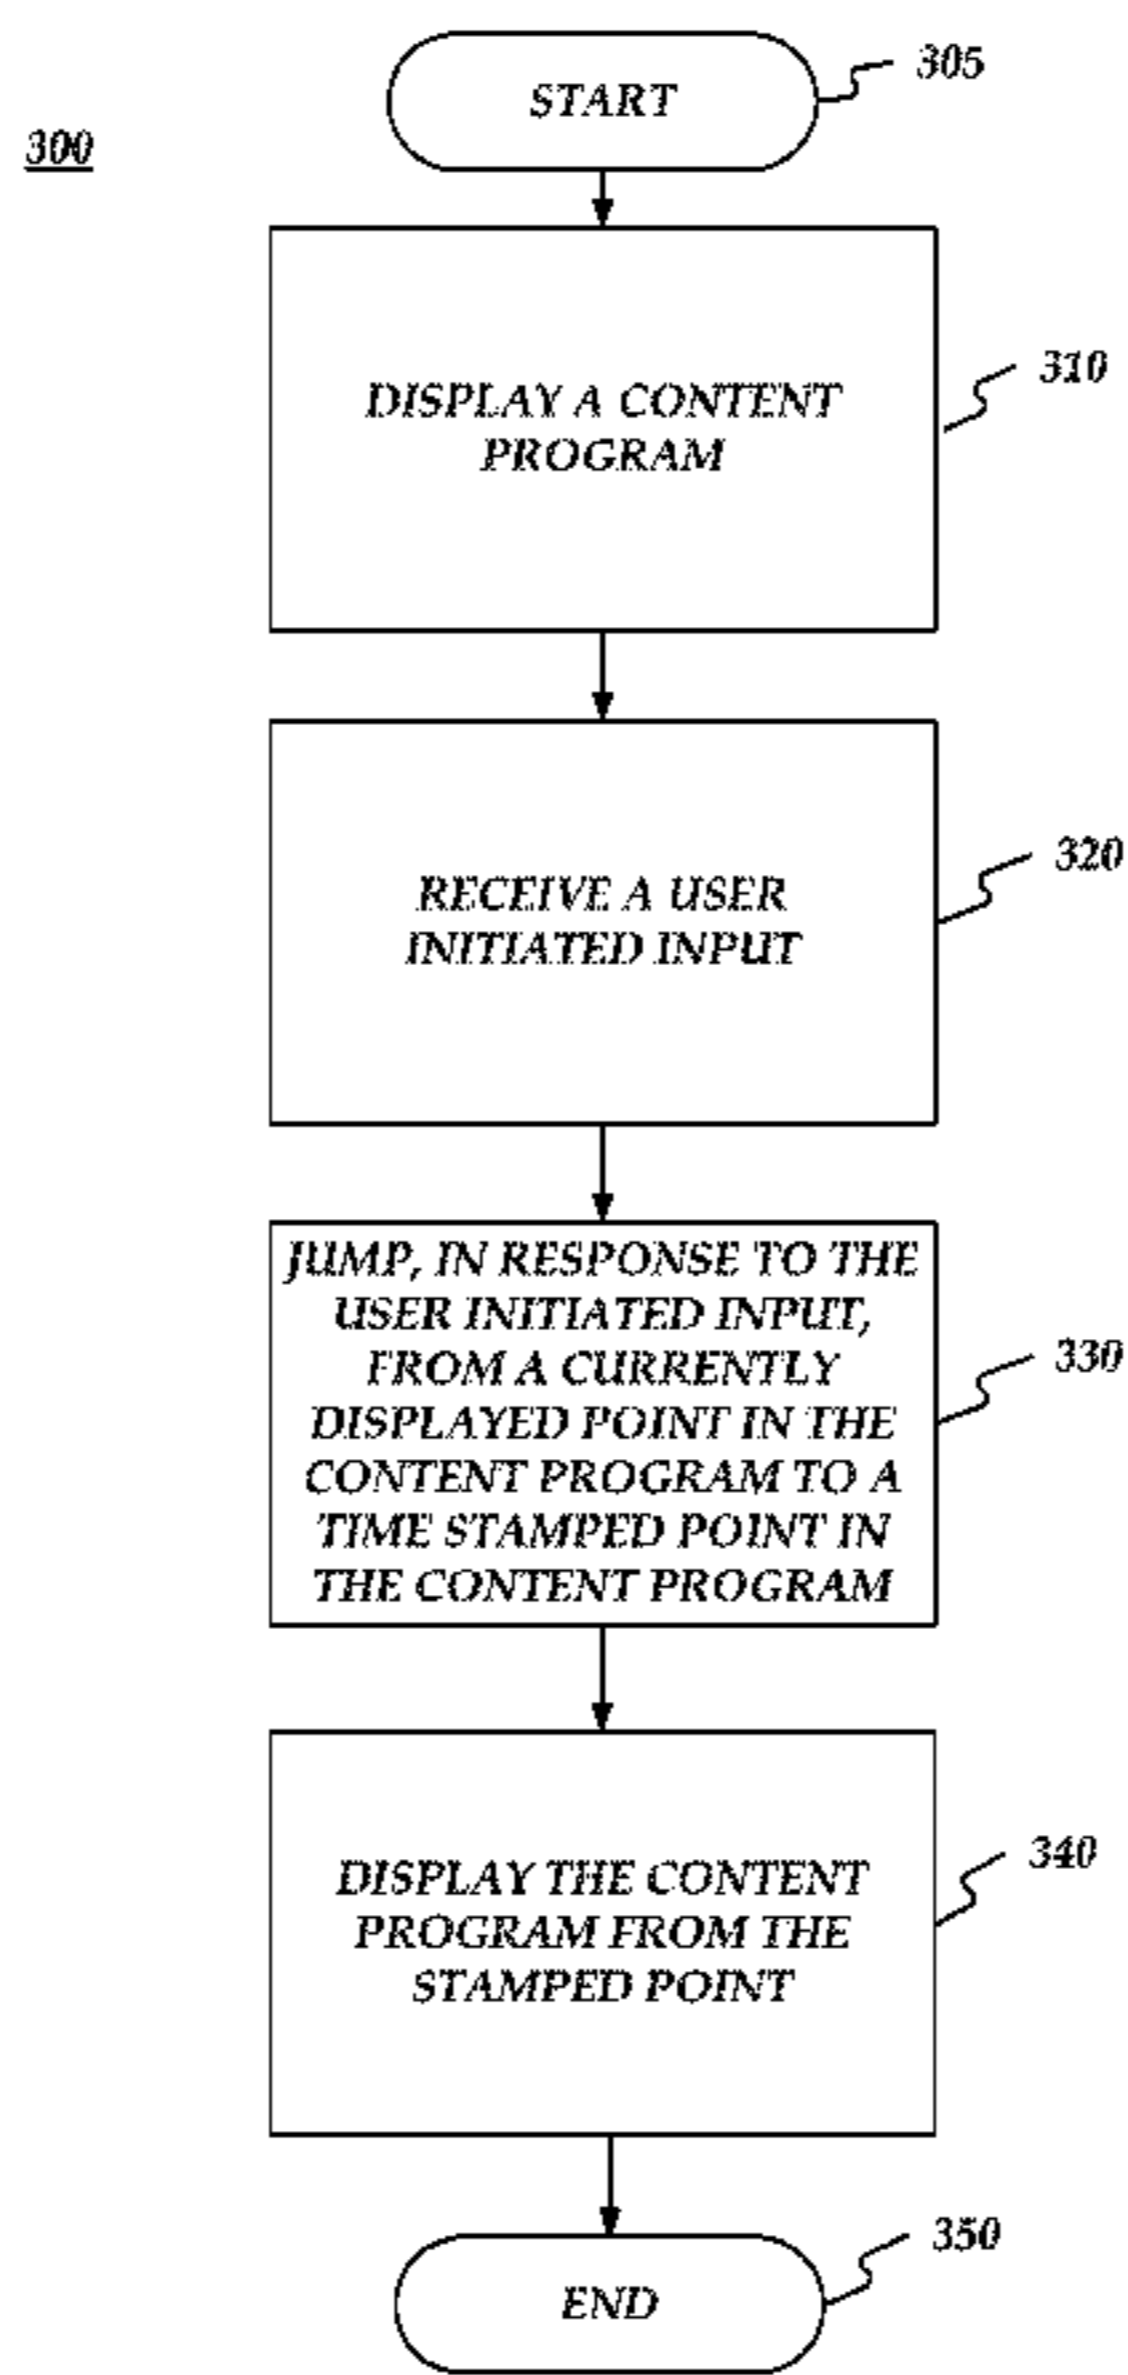 305
START
300
310
DISPLAY A CONTENT
PROGRAM
320
RECEIVE A USER
INITIATED INPUT
JUMP, IN RESPONSE TO THE
USER INITIATED INPUT,
FROM A CURRENTLY
DISPLAYED POINT IN THE
CONTENT PROGRAM TO A
TIME STAMPED POINT IN
THE CONTENT PROGRAM
330
340
DISPLAY THE CONTENT
PROGRAM FROM THE
STAMPED POINT
350
END